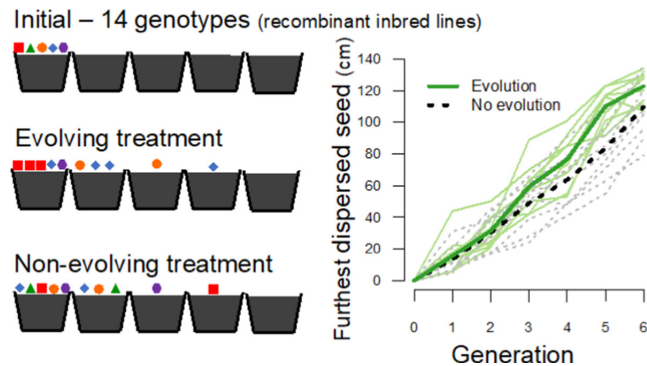 Initial – 14 genotypes (recombinant inbred lines)
Evolving treatment
Non-evolving treatment
Furthest dispersed seed (cm)
140
120
100
80
60
40
20
0
Evolution
No evolution
0 1 2 3 4 5 6
Generation